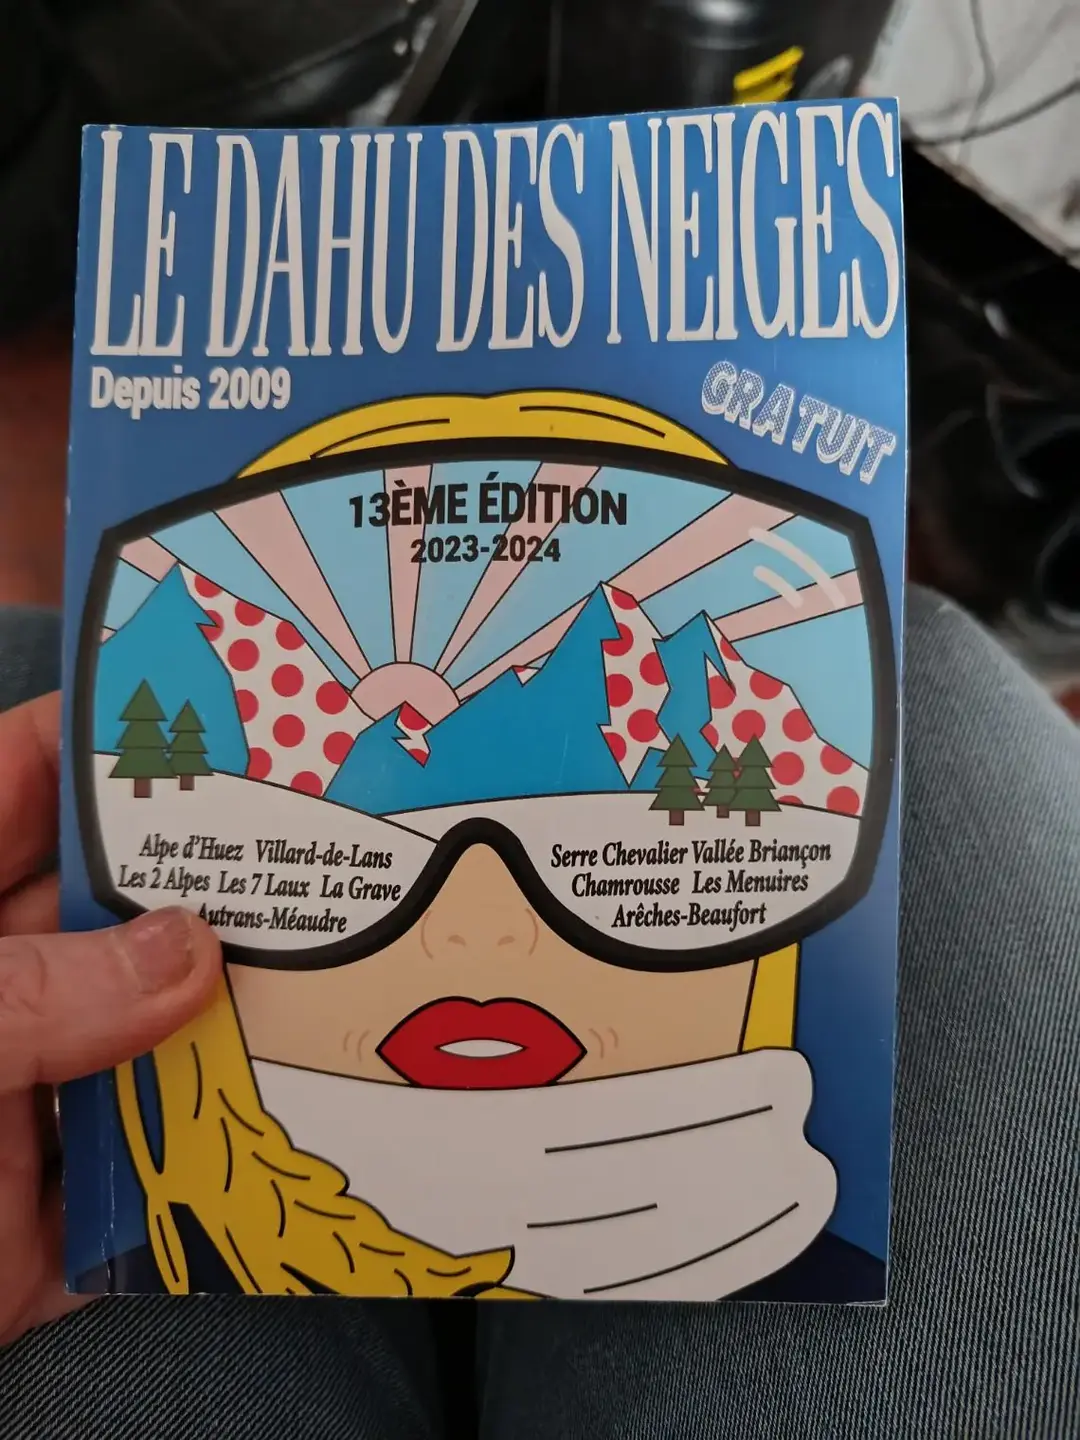 LE DAHU DES NEIGES
Depuis 2009
GRATUIT
13ÈME ÉDITION
2023-2024
Alpe d'Huez Villard-de-Lans
Les 2 Alpes Les 7 Laux La Grave
Autrans-Méaudre
Serre Chevalier Vallée Briançon
Chamrousse Les Menuires
Arêches-Beaufort